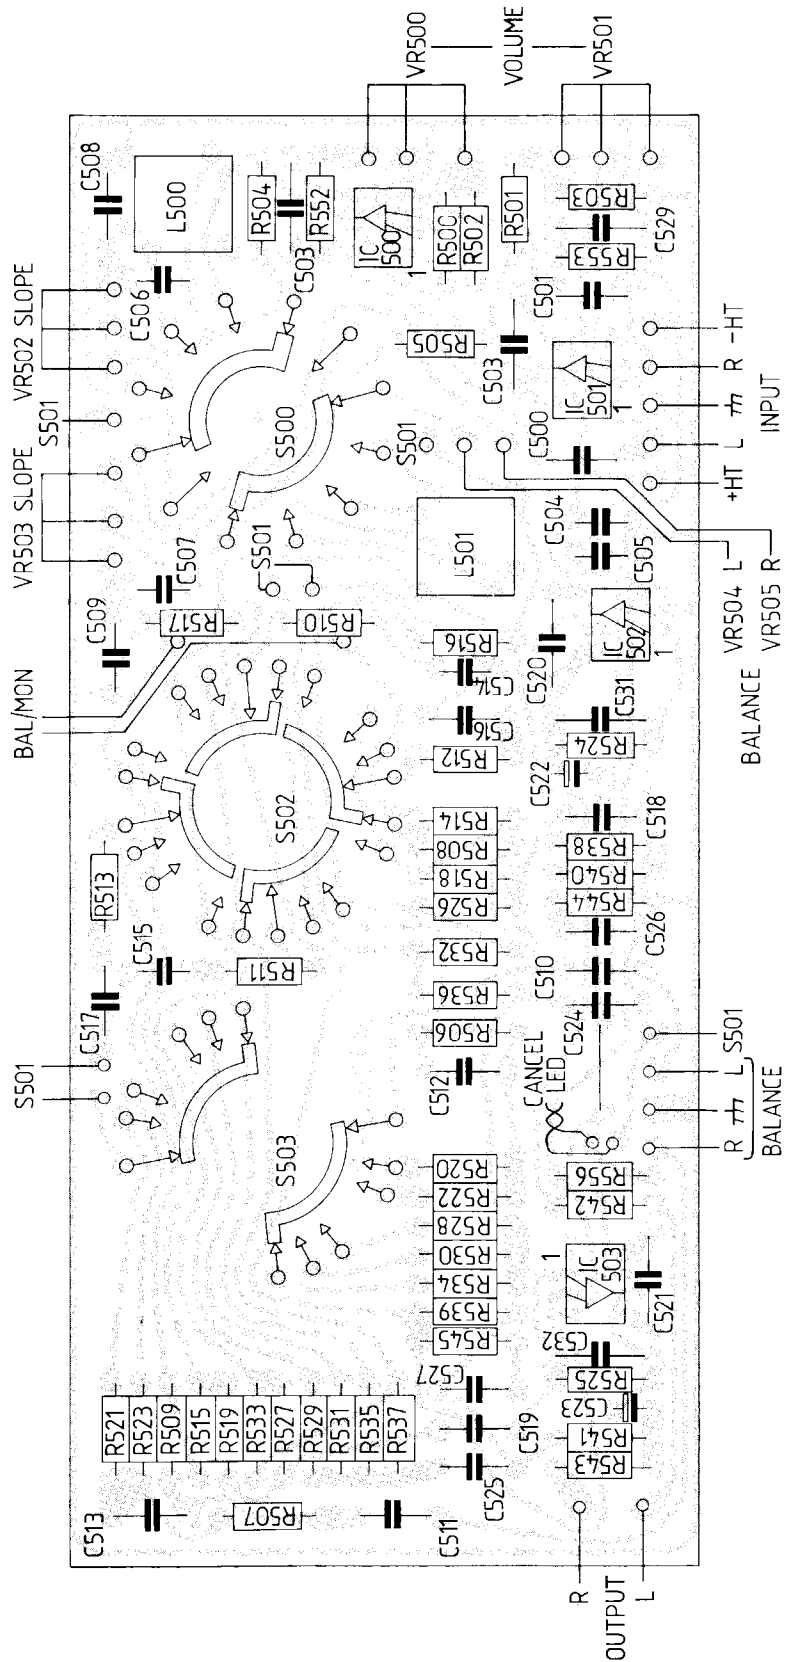 VR500
VOLUME
VR501
C508
L500
R504
C503
R552
IC
500
1
R500
R502
R501
R503
C529
R553
VR502 SLOPE
C506
C501
-HT
R505
C503
S501
S500
IC
501
1
R
S501
C500
L
+HT
INPUT
VR503 SLOPE
S501
L501
C504
C505
C507
VR504 L
VR505 R
BALANCE
C509
R517
R510
R516
C514
C520
IC
502
1
BAL/MON
C516
R512
C531
R524
C522
S502
R514
R508
R518
R526
C518
R538
R540
R544
R513
C515
R511
R532
C526
C510
C517
R536
R506
C524
S501
S501
C512
CANCEL
LED
L
R
BALANCE
S503
R520
R522
R528
R530
R534
R539
R545
R556
R542
1
IC
503
C521
C532
R521
R523
R509
R515
R519
R533
R527
R529
R531
R535
R537
C527
C519
C525
R525
C523
R541
R543
C513
R507
C511
R
OUTPUT
L